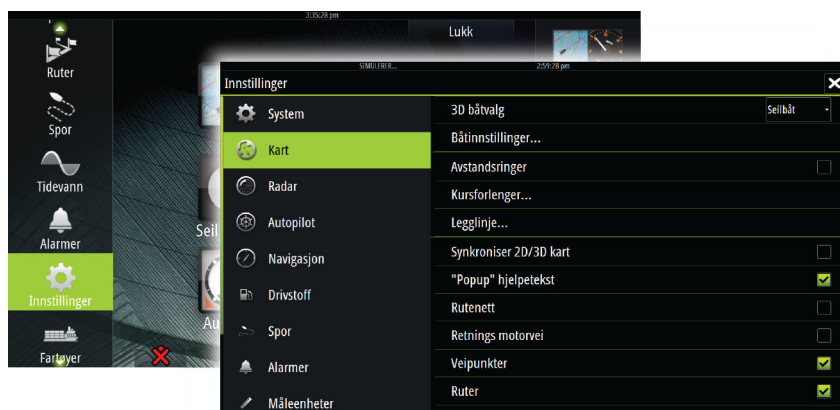 3:35:28 pm
Lukk
Ruter
Spor
Tidevann
Alarmer
Innstillinger
Fartøyer
Seil
Au
SIMULERER...
2:59:28 pm
Innstillinger
System
Kart
Radar
Autopilot
Navigasjon
Drivstoff
Spor
Alarmer
Måleenheter
3D båtvalg
Seilbåt
Båtinnstillinger...
Avstandsringer
Kursforlenger...
Legglinje...
Synkroniser 2D/3D kart
"Popup" hjelpetekst
Rutenett
Retnings motorvei
Veipunkter
Ruter